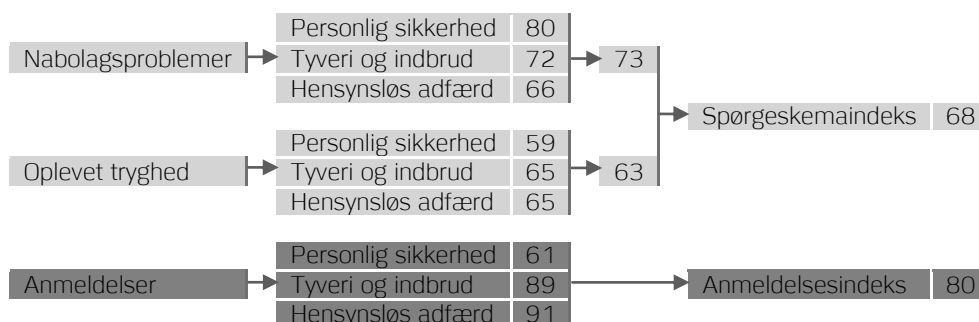 Personlig sikkerhed 80
Nabolagsproblemer Tyveri og indbrud 72 73
Hensynsløs adfærd 66
Spørgeskemaindeks 68
Personlig sikkerhed 59
Oplevet tryghed Tyveri og indbrud 65 63
Hensynsløs adfærd 65
Personlig sikkerhed 61
Anmeldelser Tyveri og indbrud 89 Anmeldelsesindeks 80
Hensynsløs adfærd 91